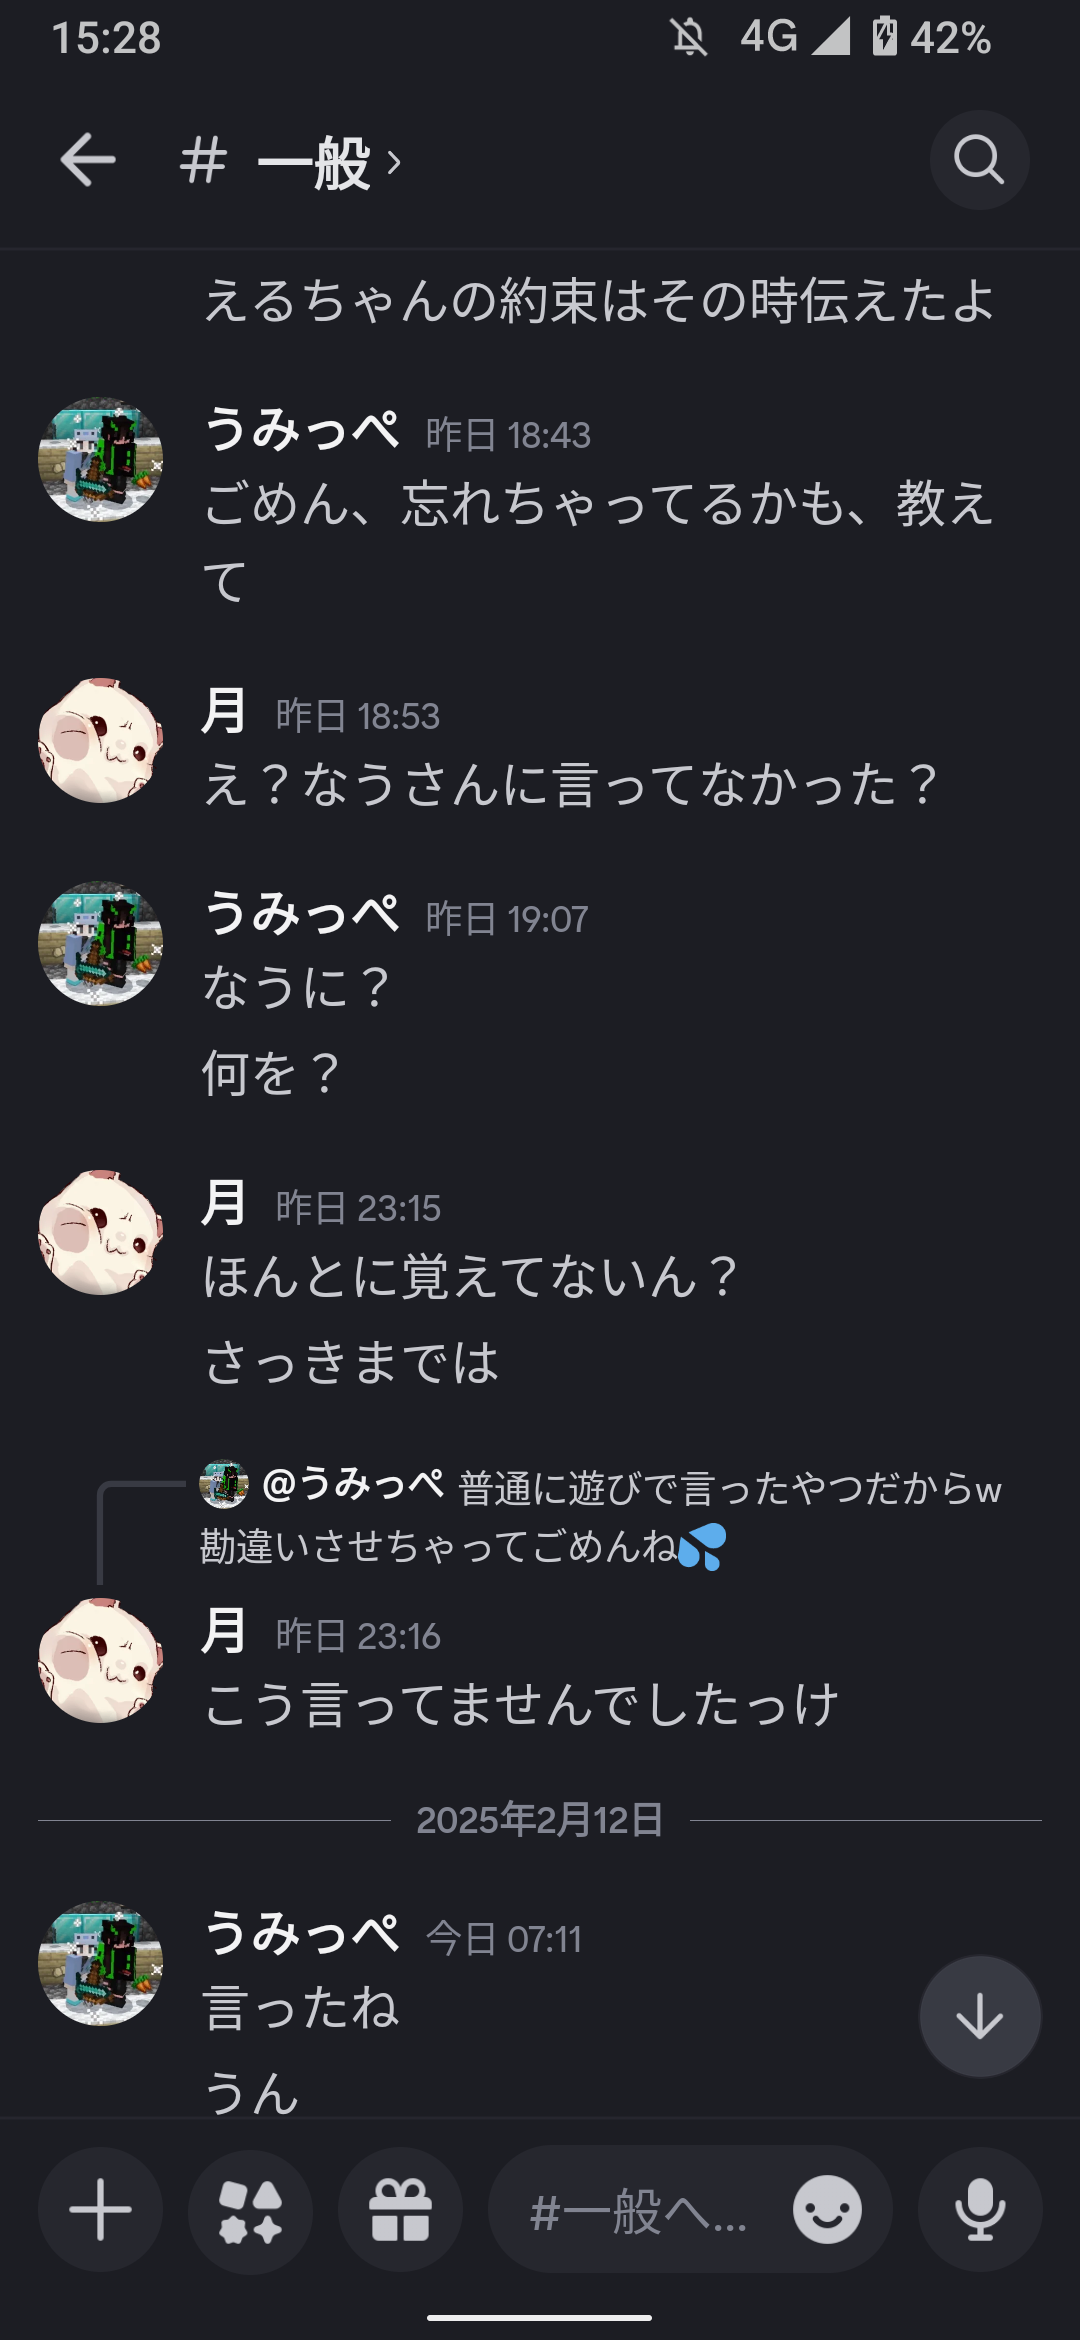 15:28 4G 42%
# 一般 ›
えるちゃんの約束はその時伝えたよ
うみっぺ 昨日 18:43
ごめん、忘れちゃってるかも、教え
て
月 昨日 18:53
え？なうさんに言ってなかった？
うみっぺ 昨日 19:07
なうに？
何を？
月 昨日 23:15
ほんとに覚えてないん？
さっきまでは
@うみっぺ 普通に遊びで言ったやつだからw
勘違いさせちゃってごめんね💦
月 昨日 23:16
こう言ってませんでしたっけ
2025年2月12日
うみっぺ 今日 07:11
言ったね
うん
#一般へ...